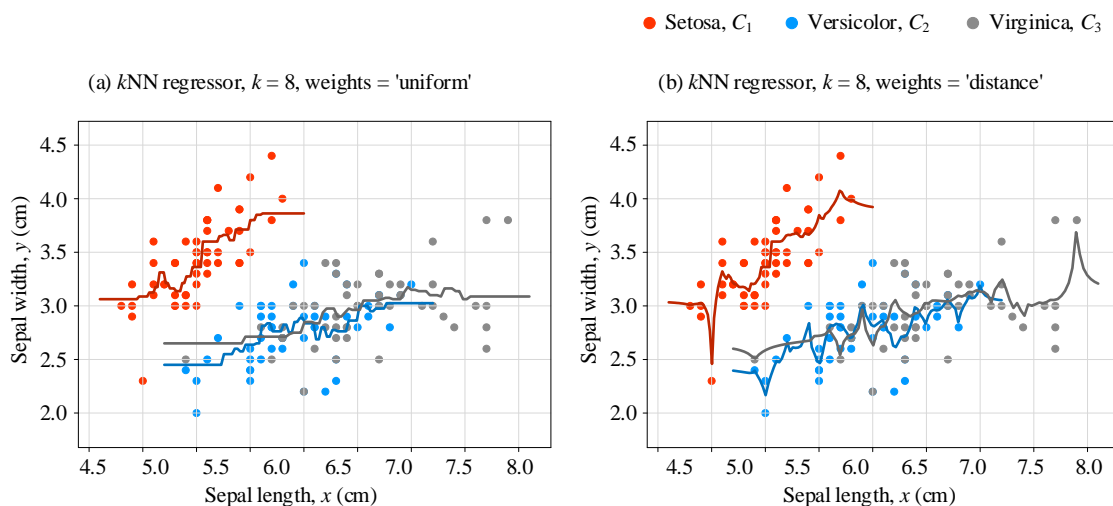 Setosa, C1 Versicolor, C2 Virginica, C3
(a) kNN regressor, k = 8, weights = 'uniform'
(b) kNN regressor, k = 8, weights = 'distance'
Sepal width, y (cm)
4.5
4.0
3.5
3.0
2.5
2.0
4.5 5.0 5.5 6.0 6.5 7.0 8.0
Sepal length, x (cm)
Sepal width, y (cm)
4.5
4.0
3.5
3.0
2.5
2.0
4.5 5.0 5.5 6.0 6.5 7.0 8.0
Sepal length, x (cm)